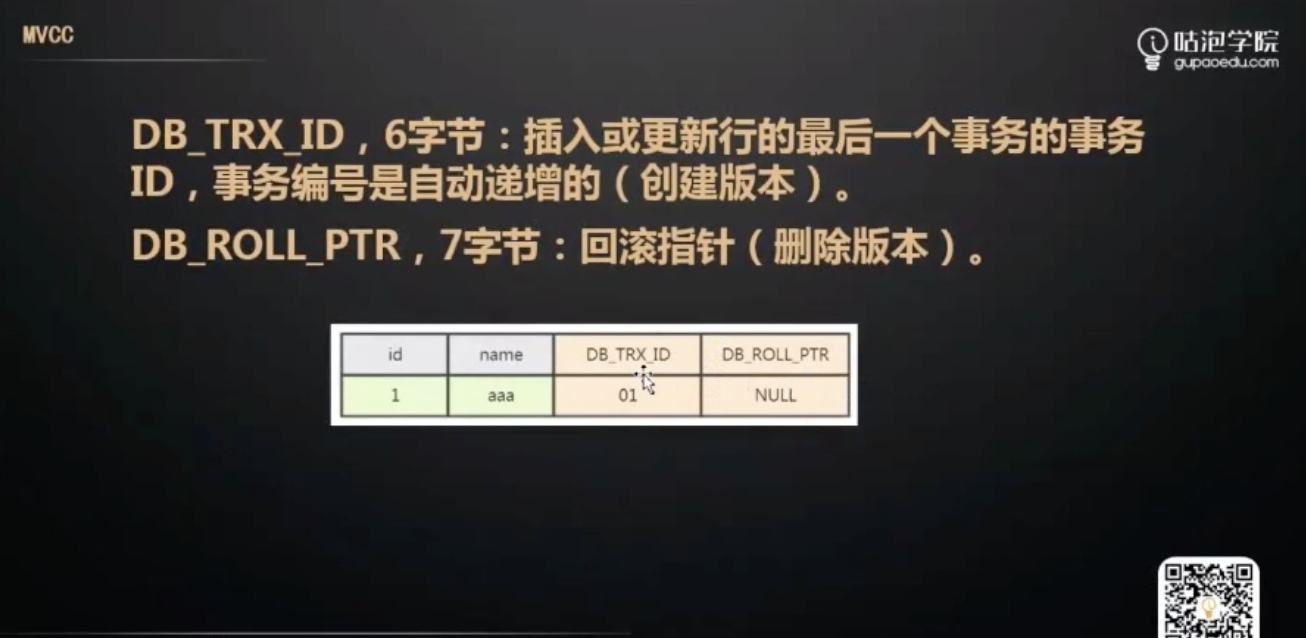 MVCC
咕泡学院
gupaoedu.com
DB_TRX_ID，6字节：插入或更新行的最后一个事务的事务
ID，事务编号是自动递增的（创建版本）。
DB_ROLL_PTR，7字节：回滚指针（删除版本）。
id name DB_TRX_ID DB_ROLL_PTR
1 aaa 01 NULL